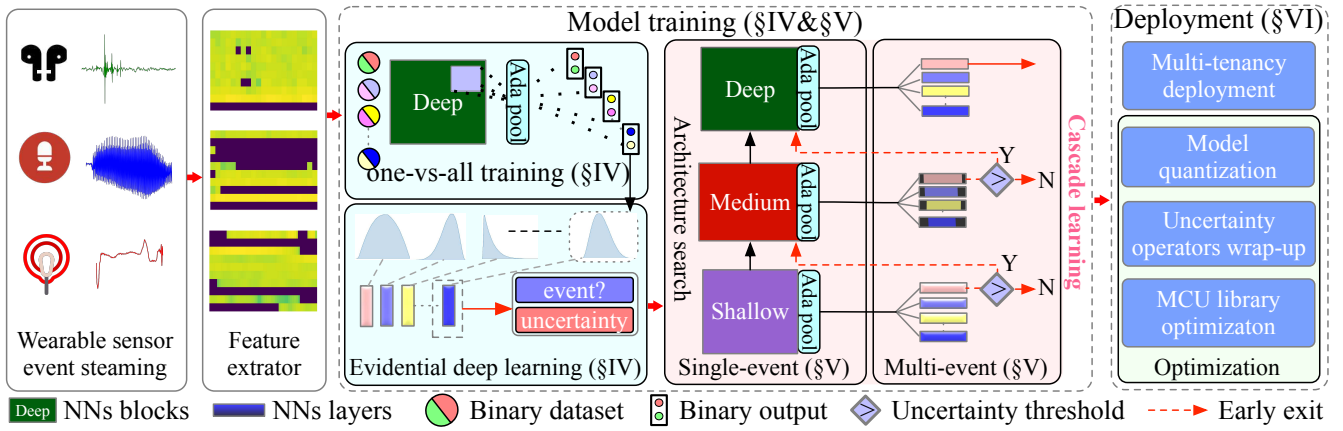 Wearable sensor
event steaming
Feature
extrator
Model training (§IV&§V)
Deep
Ada pool
one-vs-all training (§IV)
event?
uncertainty
Evidential deep learning (§IV)
Architecture search
Deep
Ada pool
Medium
Ada pool
Shallow
Ada pool
Single-event (§V)
Y
>
N
Y
>
N
Multi-event (§V)
Cascade learning
Deployment (§VI)
Multi-tenancy
deployment
Model
quantization
Uncertainty
operators wrap-up
MCU library
optimizaton
Optimization
Deep
NNs blocks
NNs layers
Binary dataset
Binary output
>
Uncertainty threshold
Early exit